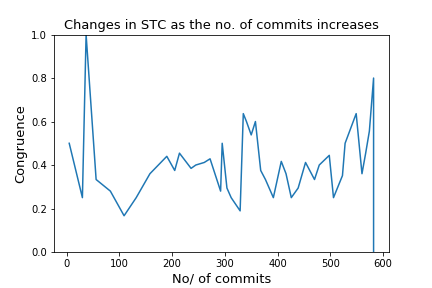 Changes in STC as the no. of commits increases
1.0
0.8
0.6
0.4
0.2
0.0
Congruence
0 100 200 300 400 500 600
No/ of commits